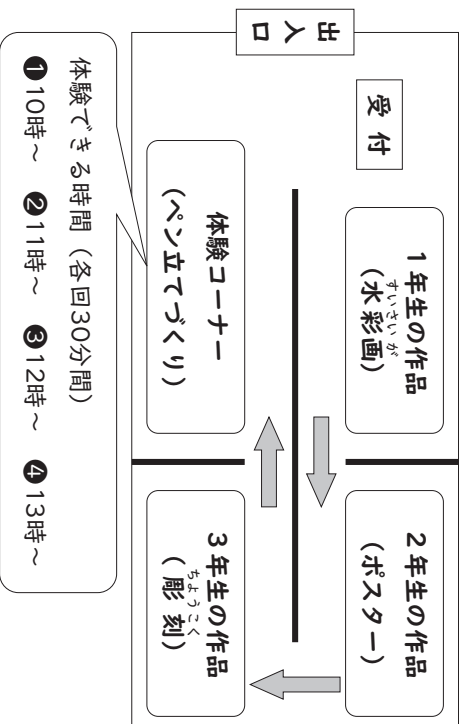 出入口
受付
1年生の作品
すいさいが
(水彩画)
2年生の作品
(ポスター)
体験コーナー
(ペン立てづくり)
3年生の作品
ちょうこく
(彫刻)
体験できる時間(各回30分間)
❶10時～ ❷11時～ ❸12時～ ❹13時～